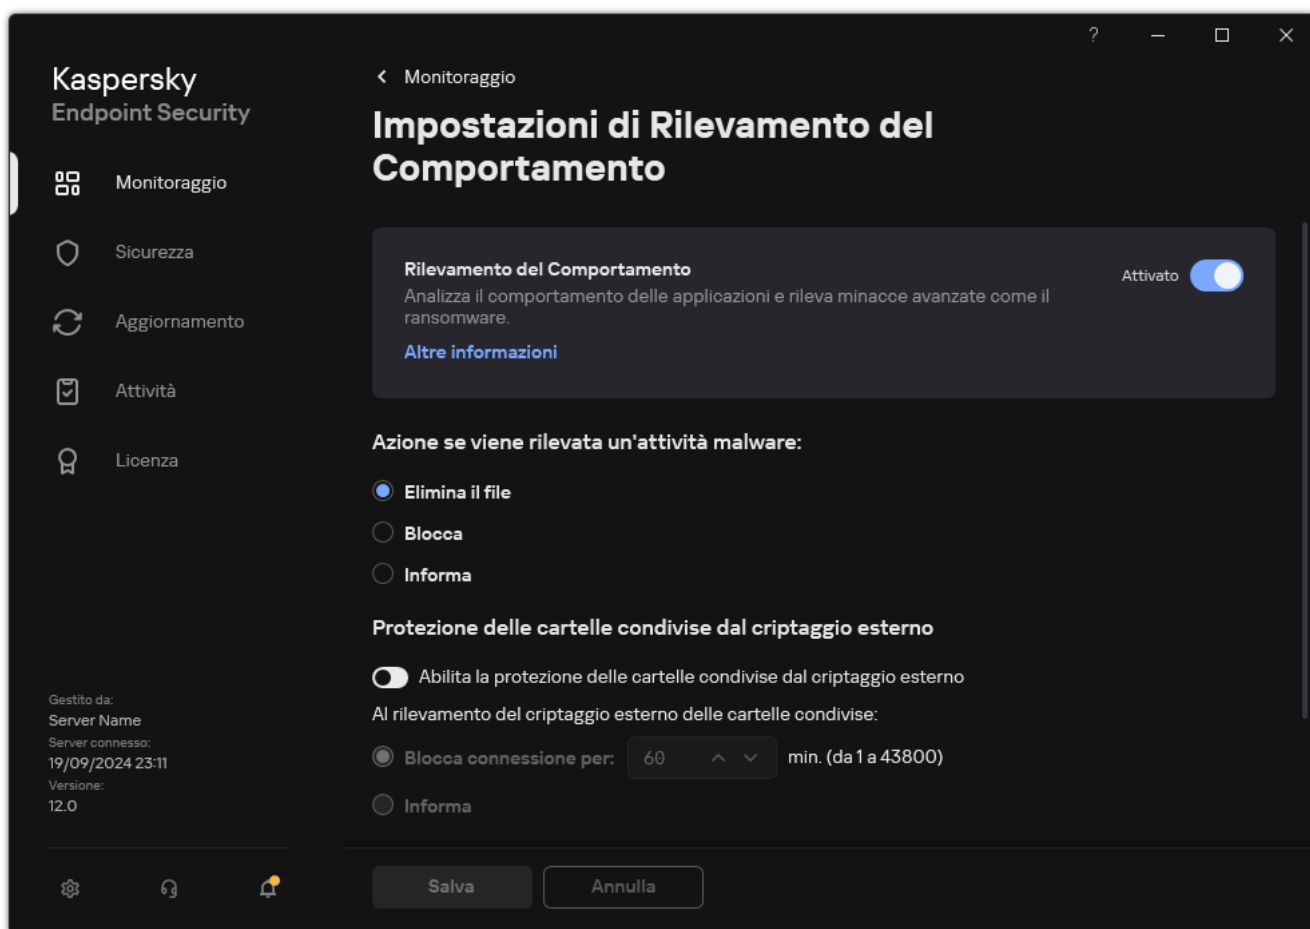 ?
Kaspersky
Endpoint Security
Monitoraggio
Sicurezza
Aggiornamento
Attività
Licenza
Gestito da:
Server Name
Server connesso:
19/09/2024 23:11
Versione:
12.0
Monitoraggio
Impostazioni di Rilevamento del
Comportamento
Rilevamento del Comportamento
Analizza il comportamento delle applicazioni e rileva minacce avanzate come il
ransomware.
Altre informazioni
Attivato
Azione se viene rilevata un'attività malware:
Elimina il file
Blocca
Informa
Protezione delle cartelle condivise dal criptaggio esterno
Abilita la protezione delle cartelle condivise dal criptaggio esterno
Al rilevamento del criptaggio esterno delle cartelle condivise:
Blocca connessione per: 60 min. (da 1 a 43800)
Informa
Salva
Annulla